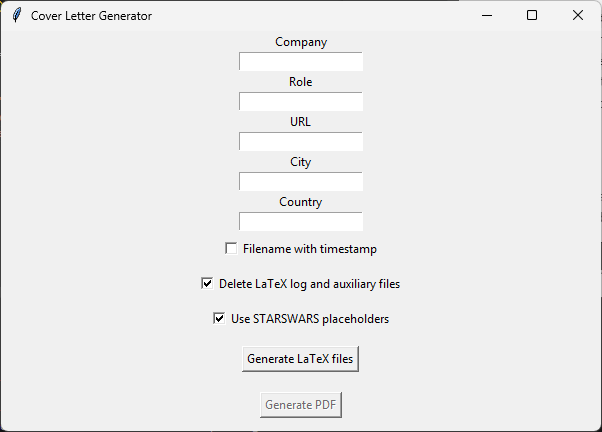 Cover Letter Generator
Company
Role
URL
City
Country
Filename with timestamp
Delete LaTeX log and auxiliary files
Use STARSWARS placeholders
Generate LaTeX files
Generate PDF